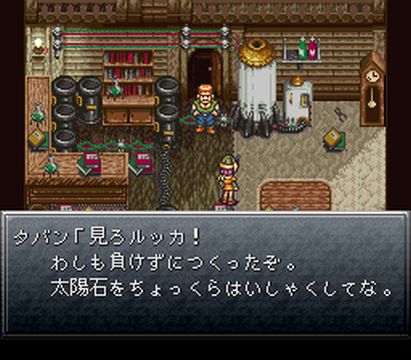 タバン「見ろルッカ！
わしも負けずにつくったぞ。
太陽石をちょっくらはいしゃくしてな。